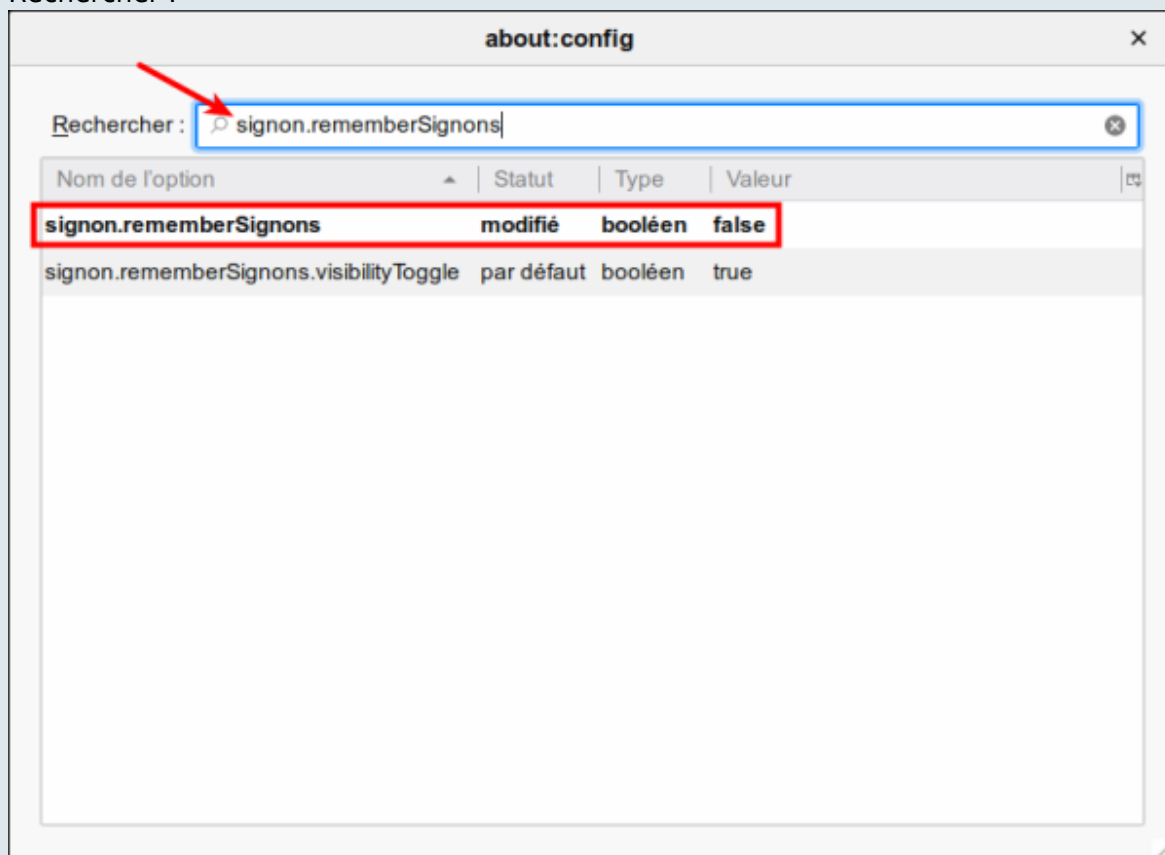 Rechercher :
about:config
Rechercher : signon.rememberSignons
Nom de l'option Statut Type Valeur
signon.rememberSignons modifié booléen false
signon.rememberSignons.visibilityToggle par défaut booléen true